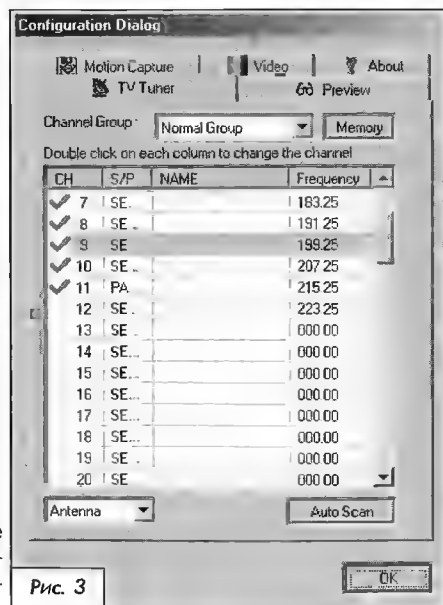 Configuration Dialog
Motion Capture Video About
TV Tuner Preview
Channel Group: Normal Group Memory
Double click on each column to change the channel
CH S/P NAME Frequency
7 SE. 183.25
8 SE.. 191 25
9 SE 199.25
10 SE.. 207 25
11 PA 215 25
12 SE. 223 25
13 SE. 000 00
14 SE... 000 00
15 SE... 000 00
16 SE... 000 00
17 SE... 000.00
18 SE... 000.00
19 SE. 000 00
20 SE 000 00
Antenna Auto Scan
OK
Рис. 3